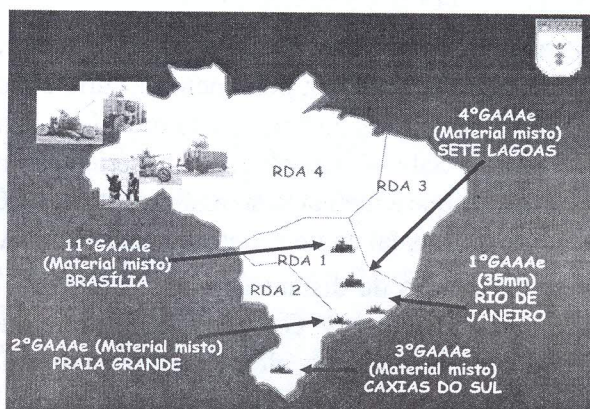 4ºGAAAe
(Material misto)
SETE LAGOAS
RDA 4
RDA 3
11ºGAAAe
(Material misto)
BRASÍLIA
RDA 1
RDA 2
1ºGAAAe
(35mm)
RIO DE
JANEIRO
2ºGAAAe (Material misto)
PRAIA GRANDE
3ºGAAAe
(Material misto)
CAXIAS DO SUL